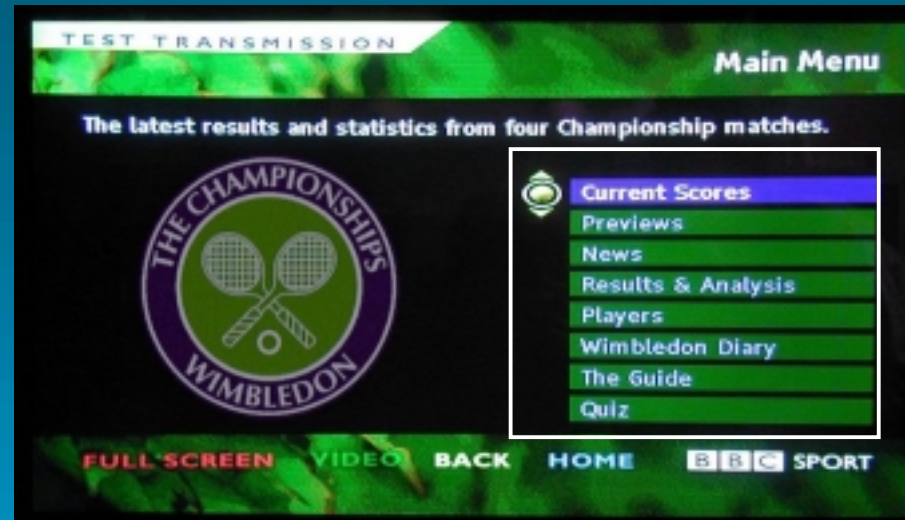 TEST TRANSMISSION
Main Menu
The latest results and statistics from four Championship matches.
THE CHAMPIONSHIPS
WIMBLEDON
Current Scores
Previews
News
Results & Analysis
Players
Wimbledon Diary
The Guide
Quiz
FULL SCREEN VIDEO BACK HOME BBC SPORT